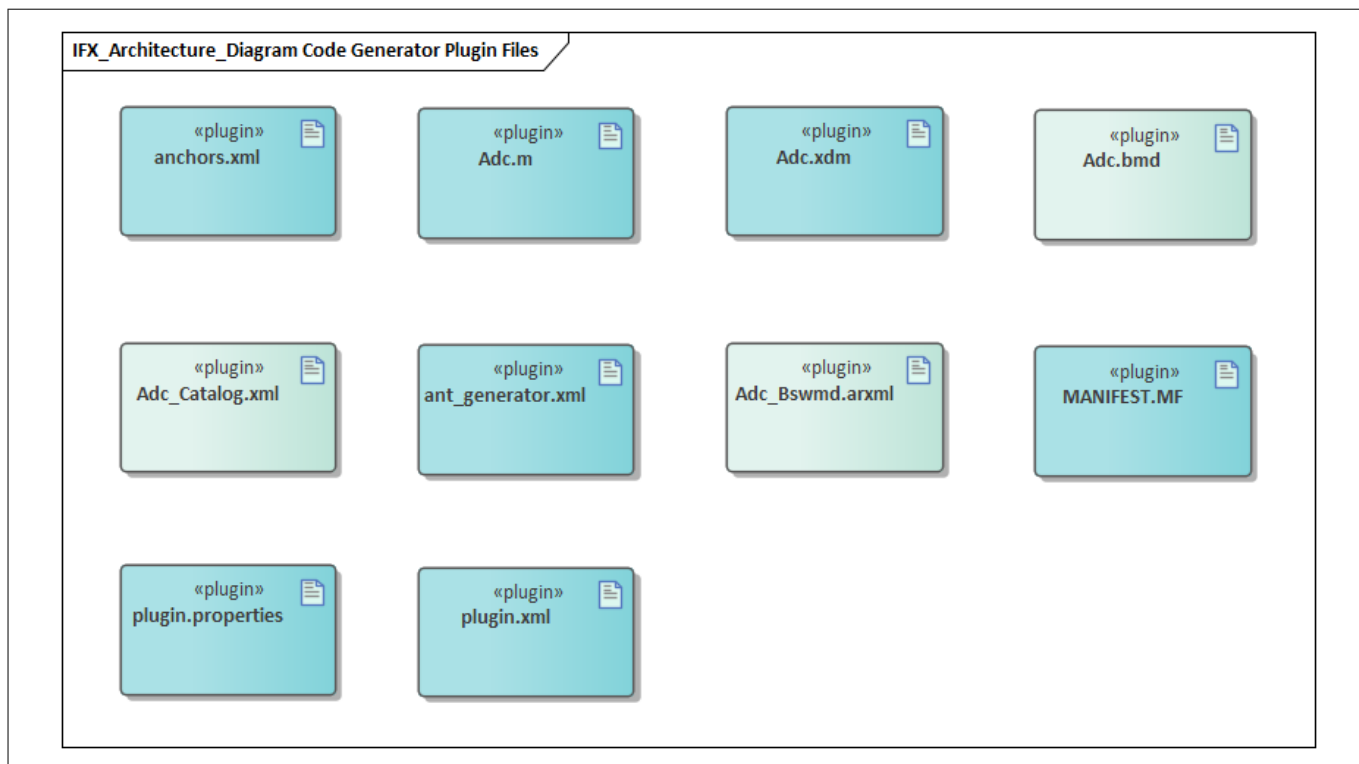 IFX_Architecture_Diagram Code Generator Plugin Files
«plugin»
anchors.xml
«plugin»
Adc.m
«plugin»
Adc.xdm
«plugin»
Adc.bmd
«plugin»
Adc_Catalog.xml
«plugin»
ant_generator.xml
«plugin»
Adc_Bswmd.arxml
«plugin»
MANIFEST.MF
«plugin»
plugin.properties
«plugin»
plugin.xml